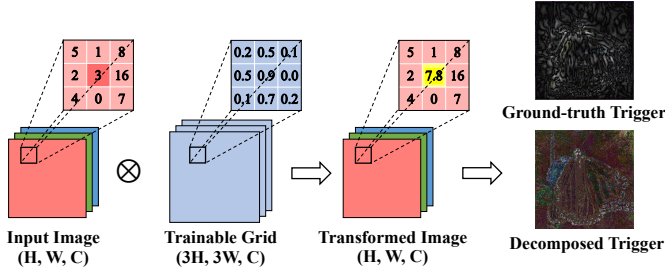 5 1 8
2 3 16
4 0 7
0.2 0.5 0.1
0.5 0.9 0.0
0.1 0.7 0.2
5 1 8
2 7.8 16
4 0 7
Ground-truth Trigger
Input Image
(H, W, C)
Trainable Grid
(3H, 3W, C)
Transformed Image
(H, W, C)
Decomposed Trigger